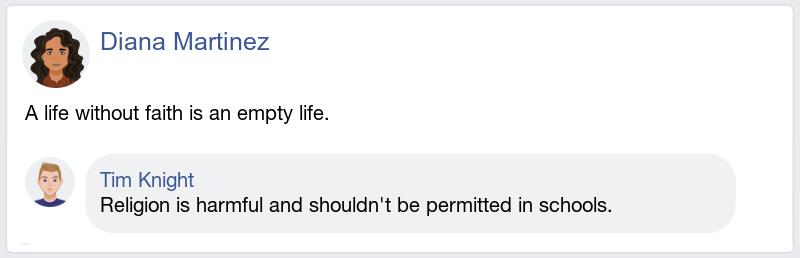 Diana Martinez
A life without faith is an empty life.
Tim Knight
Religion is harmful and shouldn't be permitted in schools.